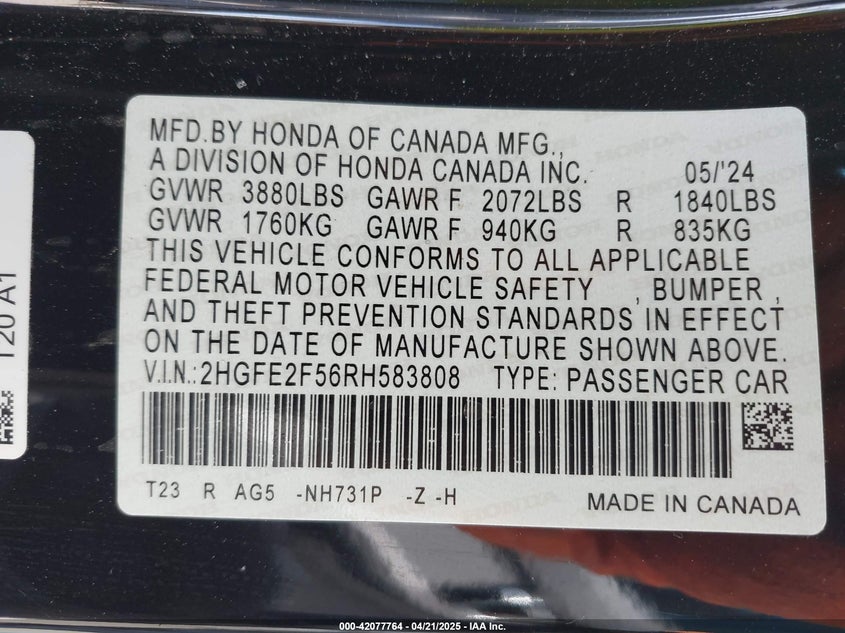 MFD.BY HONDA OF CANADA MFG.,
A DIVISION OF HONDA CANADA INC. 05/'24
GVWR 3880LBS GAWR F 2072LBS R 1840LBS
GVWR 1760KG GAWR F 940KG R 835KG
THIS VEHICLE CONFORMS TO ALL APPLICABLE
FEDERAL MOTOR VEHICLE SAFETY , BUMPER ,
AND THEFT PREVENTION STANDARDS IN EFFECT
ON THE DATE OF MANUFACTURE SHOWN ABOVE.
V.I.N.:2HGFE2F56RH583808 TYPE: PASSENGER CAR
T23 R AG5 -NH731P -Z -H
MADE IN CANADA
120 A1
000-42077764 - 04/21/2025 - IAA Inc.